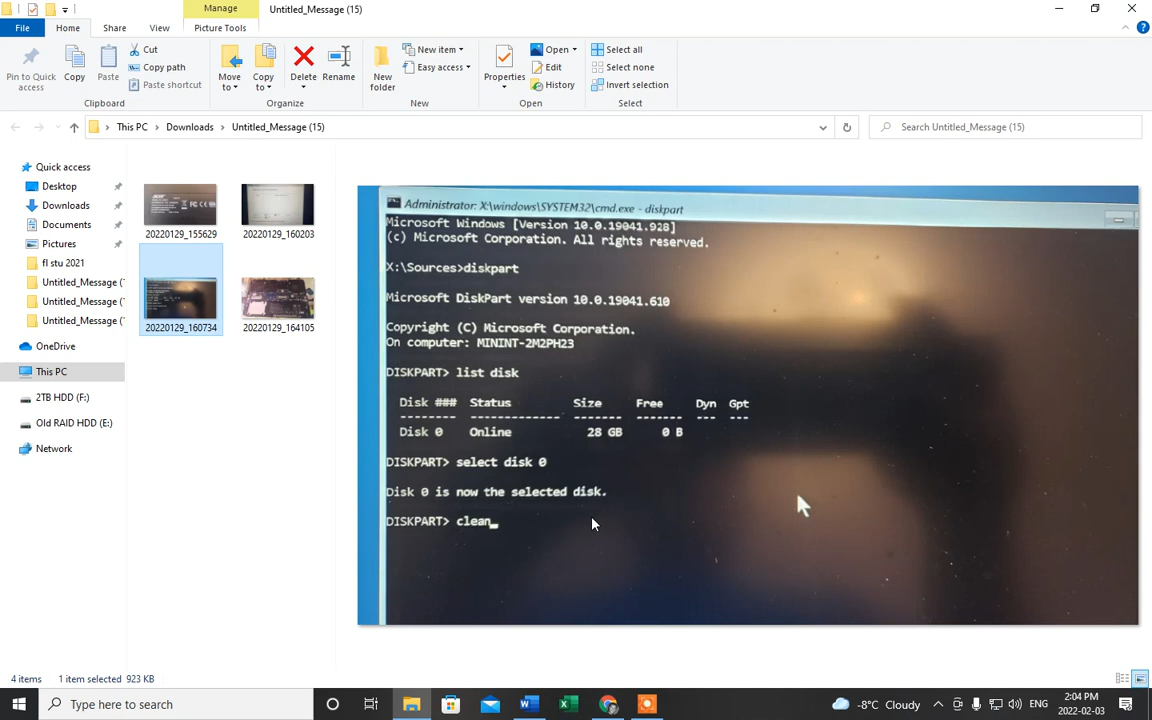 Manage
Untitled_Message (15)
File
Home
Share
View
Picture Tools
Pin to Quick access
Copy
Paste
Cut
Copy path
Paste shortcut
Clipboard
Move to
Copy to
Delete
Rename
Organize
New folder
New item
Easy access
New
Properties
Open
Edit
History
Open
Select all
Select none
Invert selection
Select
This PC
Downloads
Untitled_Message (15)
Search Untitled_Message (15)
Quick access
Desktop
Downloads
Documents
Pictures
fl stu 2021
Untitled_Message (
Untitled_Message (
Untitled_Message (
OneDrive
This PC
2TB HDD (F:)
Old RAID HDD (E:)
Network
acer
20220129_155629
20220129_160203
20220129_160734
20220129_164105
Administrator: X:\windows\SYSTEM32\cmd.exe - diskpart
Microsoft Windows [Version 10.0.19041.928]
(c) Microsoft Corporation. All rights reserved.
X:\Sources>diskpart
Microsoft DiskPart version 10.0.19041.610
Copyright (C) Microsoft Corporation.
On computer: MININT-2M2PH23
DISKPART> list disk
Disk ### Status Size Free Dyn Gpt
-------- ------------- ------- ------- --- ---
Disk 0 Online 28 GB 0 B
DISKPART> select disk 0
Disk 0 is now the selected disk.
DISKPART> clean_
4 items
1 item selected 923 KB
Type here to search
-8°C Cloudy
ENG
2:04 PM
2022-02-03